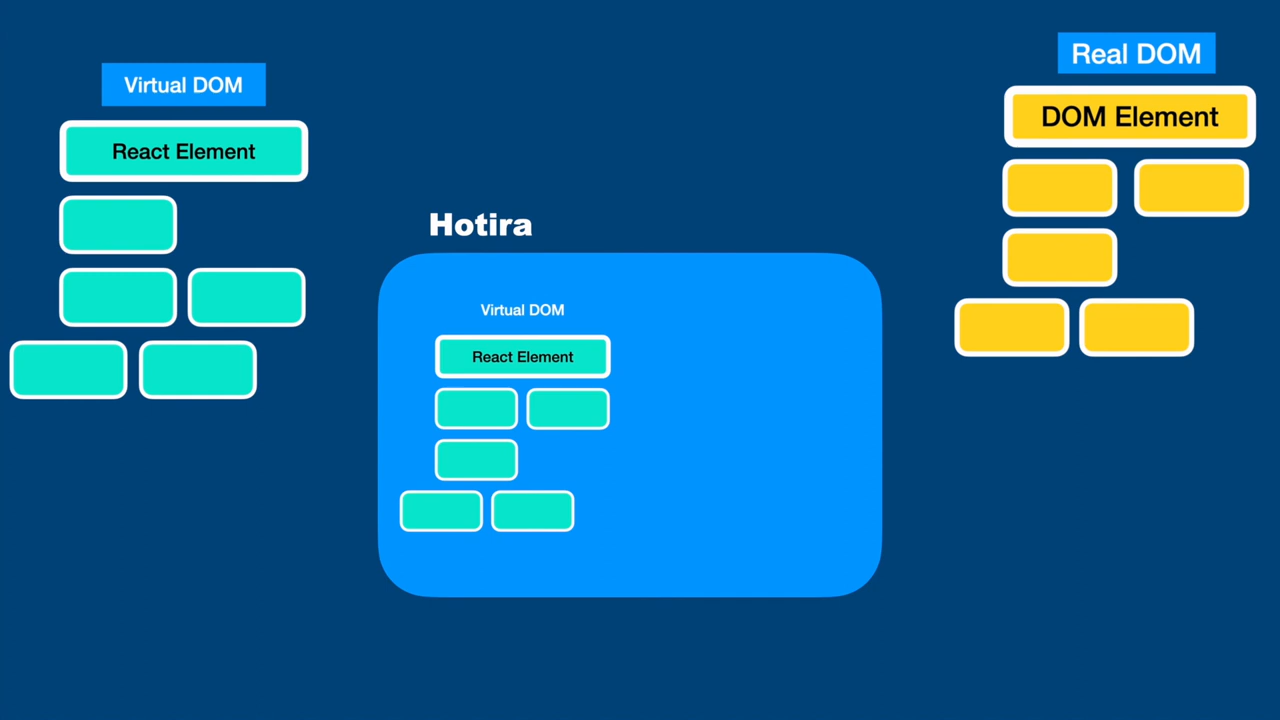 Virtual DOM
React Element
Hotira
Virtual DOM
React Element
Real DOM
DOM Element